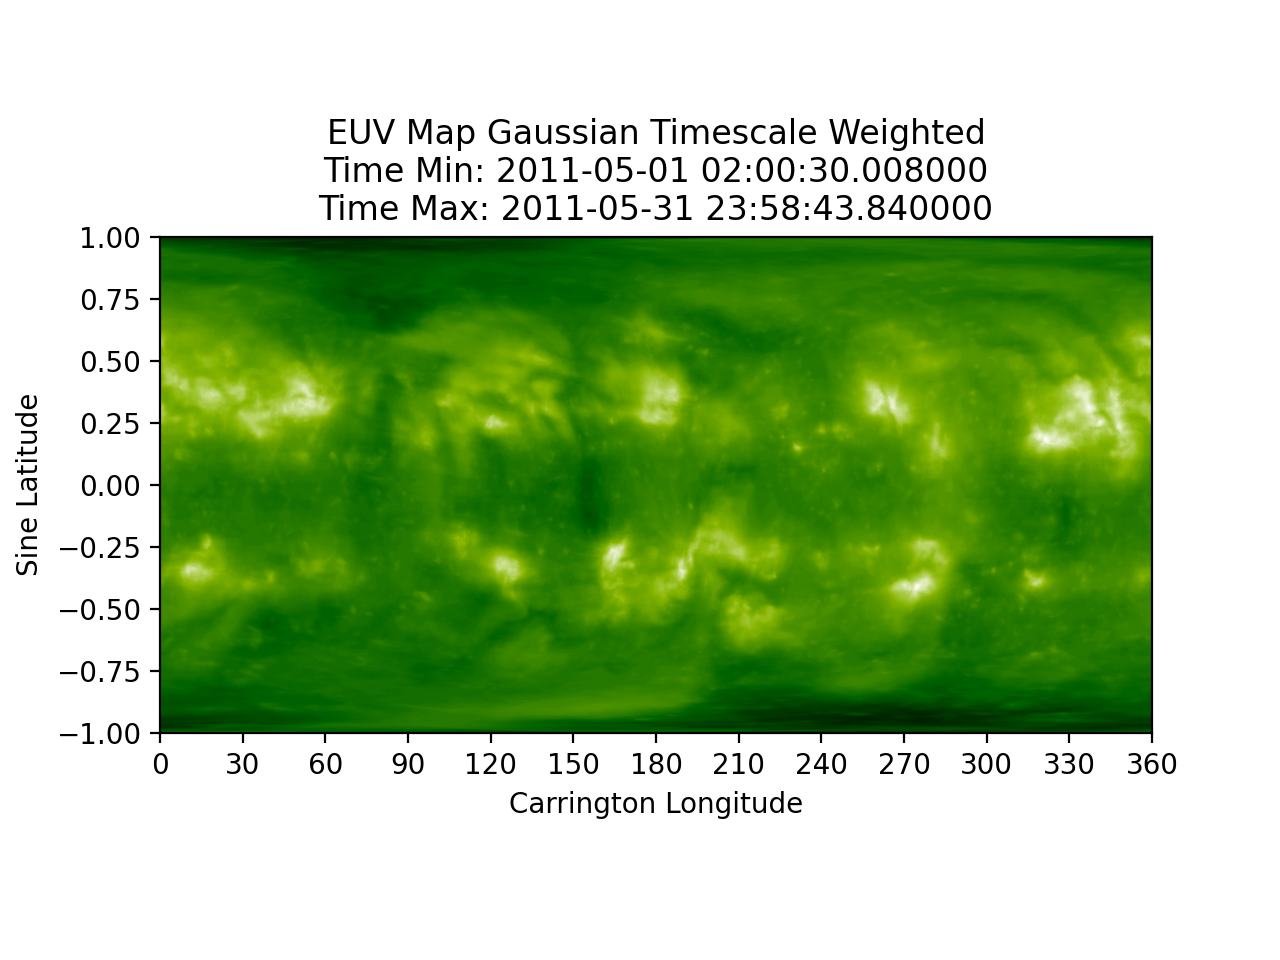 EUV Map Gaussian Timescale Weighted
Time Min: 2011-05-01 02:00:30.008000
Time Max: 2011-05-31 23:58:43.840000
1.00
0.75
0.50
0.25
0.00
−0.25
−0.50
−0.75
−1.00
Sine Latitude
0 30 60 90 120 150 180 210 240 270 300 330 360
Carrington Longitude